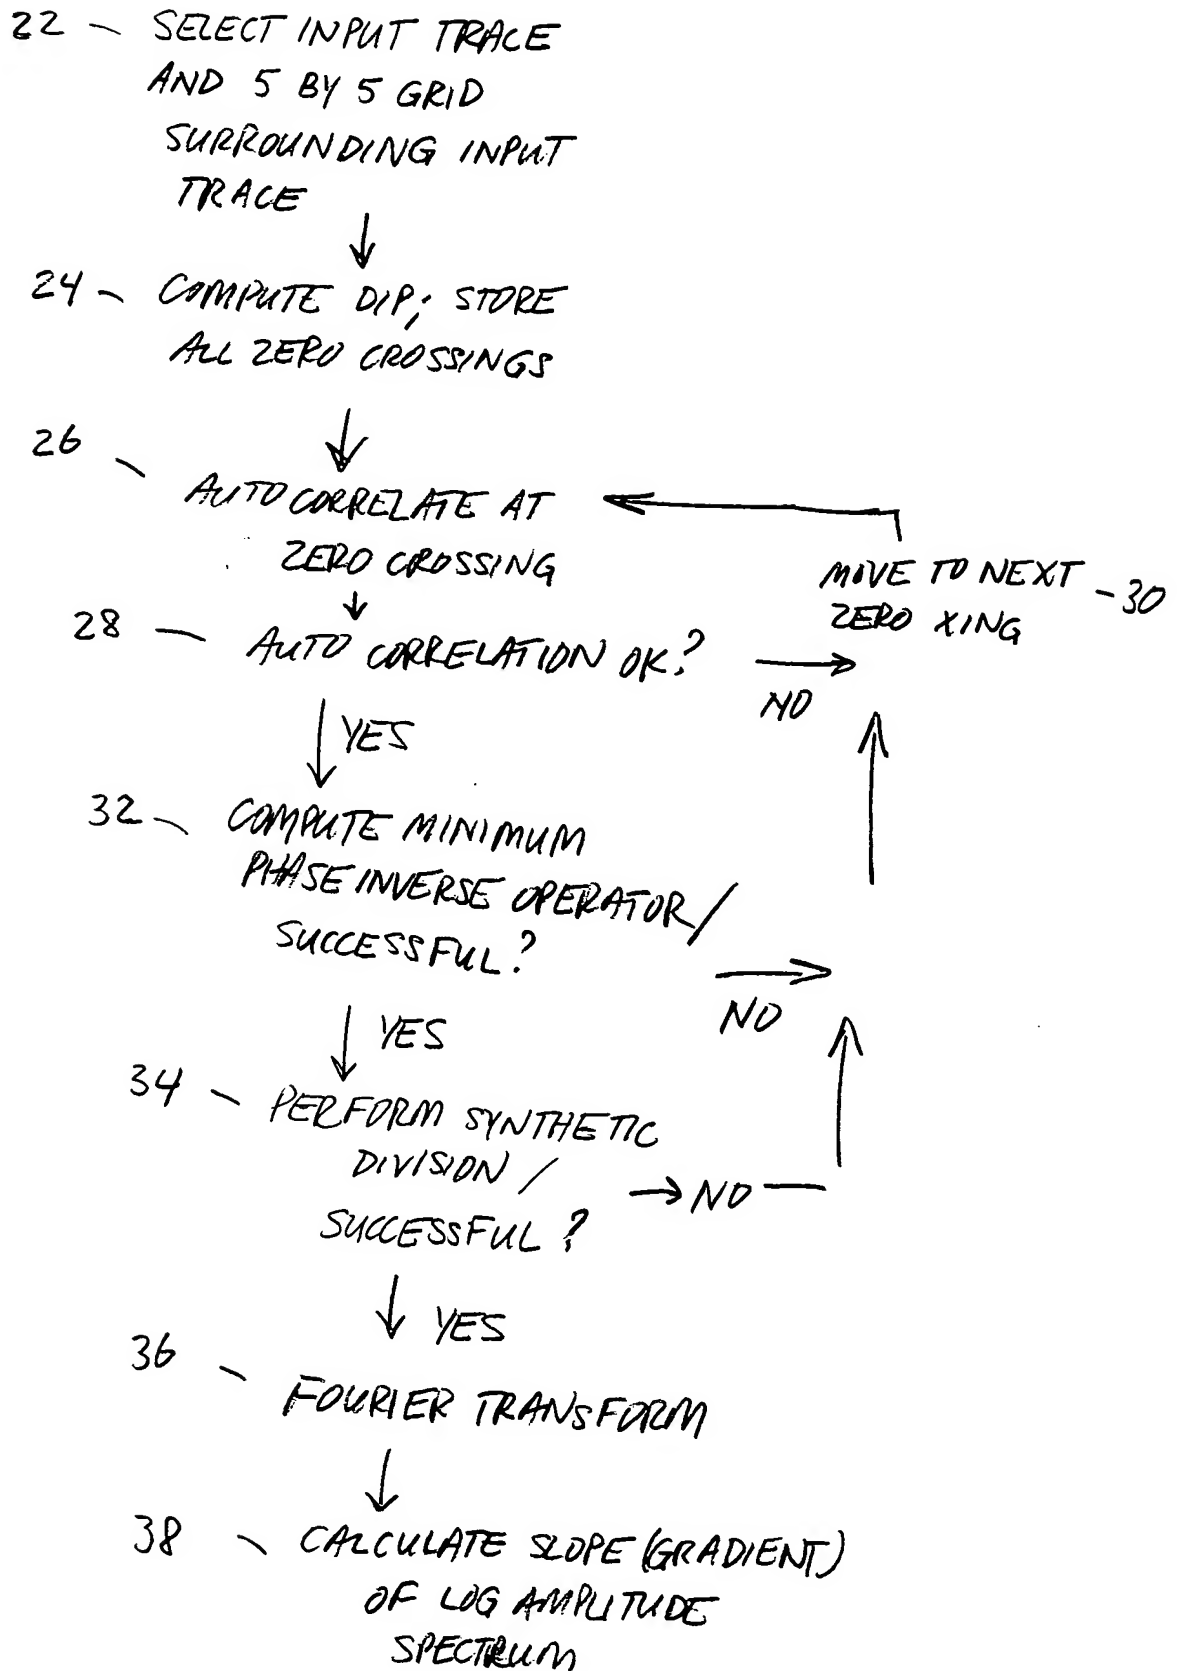 22 - SELECT INPUT TRACE
AND 5 BY 5 GRID
SURROUNDING INPUT
TRACE
24 - COMPUTE DIP; STORE
ALL ZERO CROSSINGS
26 -
AUTOCORRELATE AT
ZERO CROSSING
MOVE TO NEXT - 30
ZERO XING
28 - AUTO CORRELATION OK?
NO
YES
32 - COMPUTE MINIMUM
PHASE INVERSE OPERATOR/
SUCCESSFUL?
NO
YES
34 - PERFORM SYNTHETIC
DIVISION /
SUCCESSFUL?
NO
YES
36 -
FOURIER TRANSFORM
38 - CALCULATE SLOPE (GRADIENT)
OF LOG AMPLITUDE
SPECTRUM